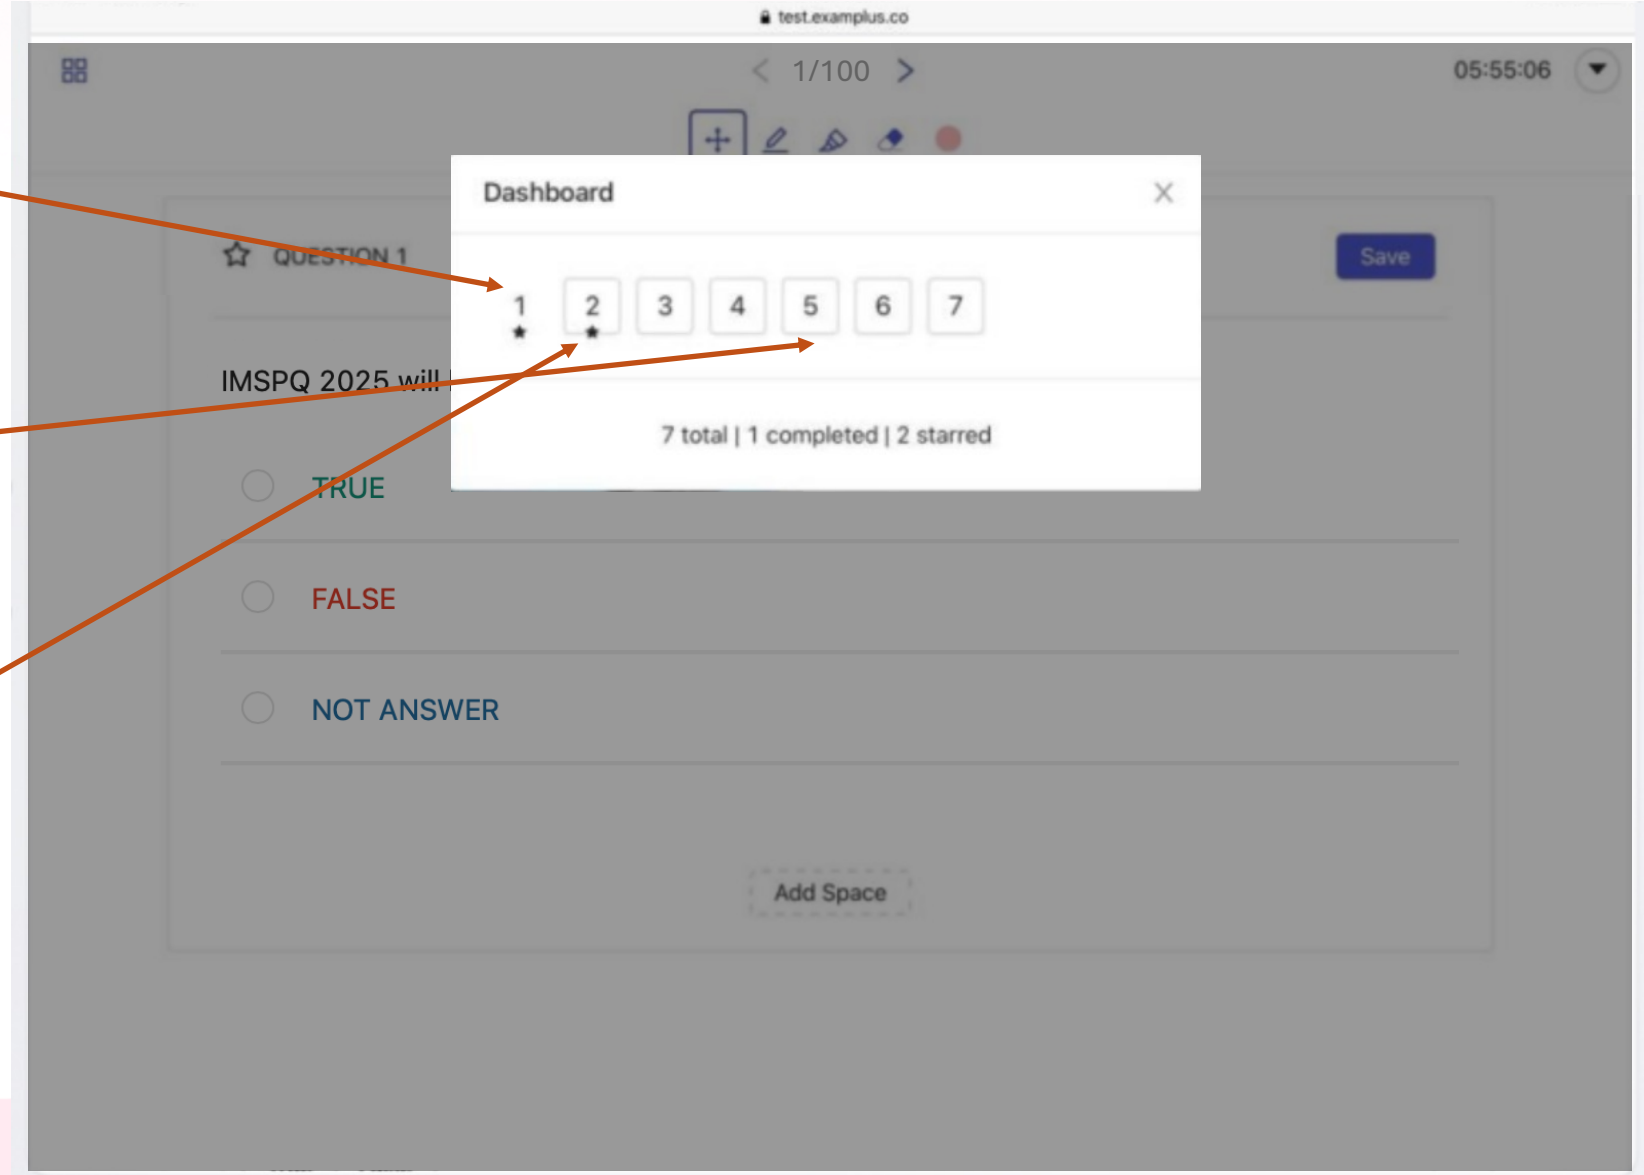 test.examplus.co
1/100
05:55:06
Dashboard
QUESTION 1
Save
1 2 3 4 5 6 7
IMSPQ 2025 will
7 total | 1 completed | 2 starred
TRUE
FALSE
NOT ANSWER
Add Space